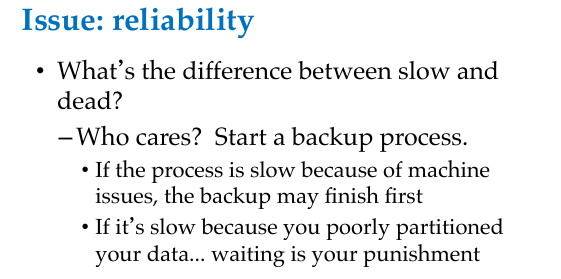 Issue: reliability
• What’s the difference between slow and
dead?
–Who cares?  Start a backup process.
• If the process is slow because of machine
issues, the backup may finish first
• If it’s slow because you poorly partitioned
your data... waiting is your punishment